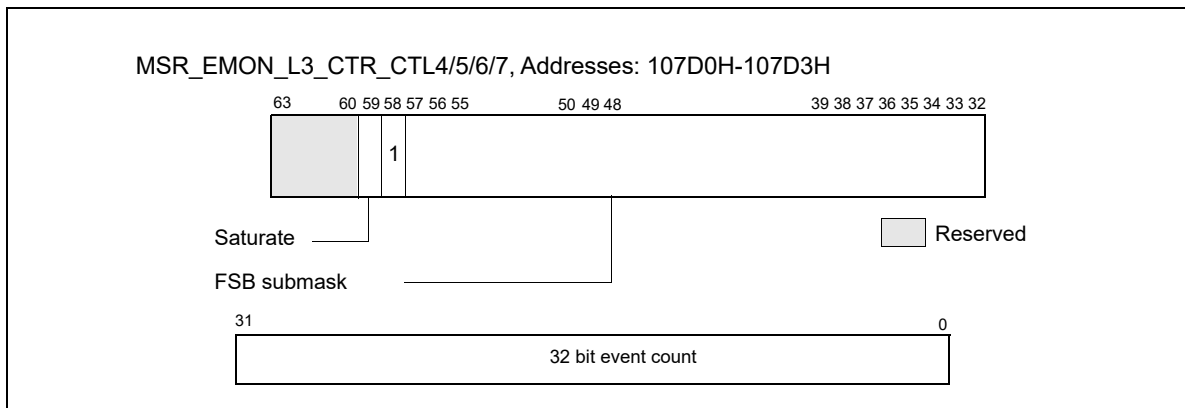 MSR_EMON_L3_CTR_CTL4/5/6/7, Addresses: 107D0H-107D3H
63 60 59 58 57 56 55 50 49 48 39 38 37 36 35 34 33 32
1
Saturate
Reserved
FSB submask
31 0
32 bit event count